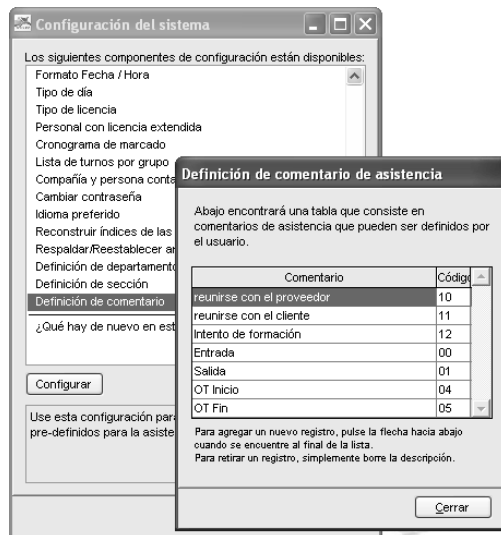 Configuración del sistema
Los siguientes componentes de configuración están disponibles:
Formato Fecha / Hora
Tipo de día
Tipo de licencia
Personal con licencia extendida
Cronograma de marcado
Lista de turnos por grupo
Compañía y persona
Cambiar contraseña
Idioma preferido
Reconstruir índices de las
Respaldar/Reestablecer
Definición de departamento
Definición de sección
Definición de comentario
¿Qué hay de nuevo en
Configurar
Use esta configuración
pre-definidos para la
Definición de comentario de asistencia
Abajo encontrará una tabla que consiste en
comentarios de asistencia que pueden ser definidos por
el usuario.
Comentario Código
reunirse con el proveedor 10
reunirse con el cliente 11
Intento de formación 12
Entrada 00
Salida 01
OT Inicio 04
OT Fin 05
Para agregar un nuevo registro, pulse la flecha hacia abajo
cuando se encuentre al final de la lista.
Para retirar un registro, simplemente borre la descripción.
Cerrar